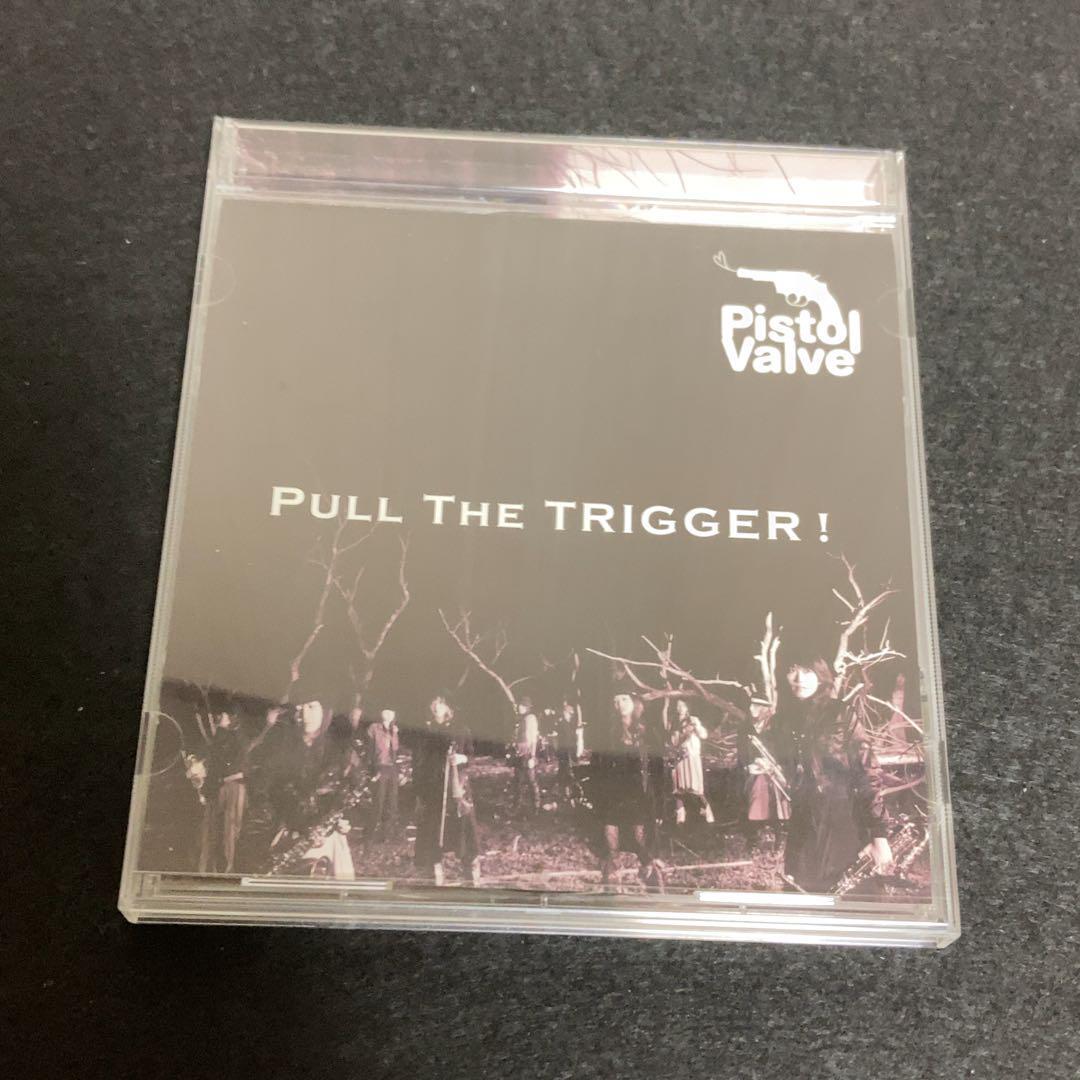 Pistol
Valve
PULL THE TRIGGER !